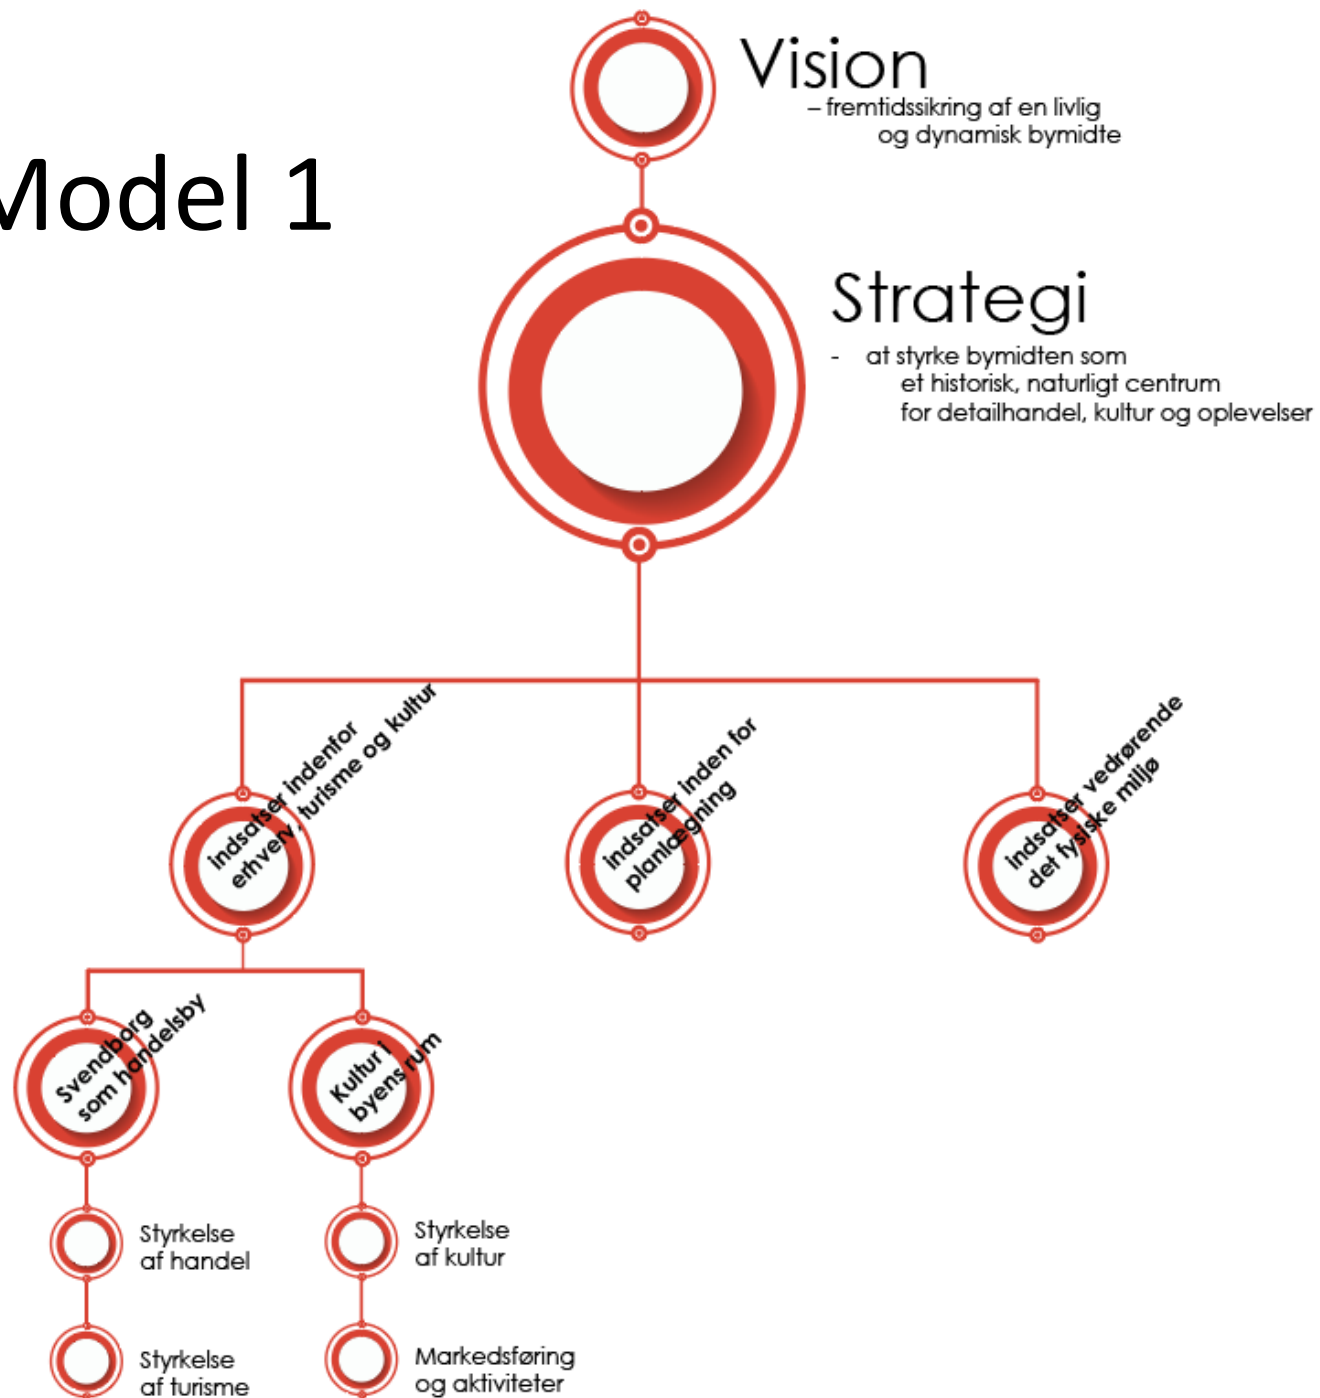 Vision
– fremtidssikring af en livlig
og dynamisk bymidte
Model 1
Strategi
- at styrke bymidten som
et historisk, naturligt centrum
for detailhandel, kultur og oplevelser
indsatser indenfor
erhverv, turisme og kultur
indsatser inden for
planlægning
indsatser vedrørende
det fysiske miljø
Svendborg
som handelsby
Kultur i
byens rum
Styrkelse
af handel
Styrkelse
af kultur
Styrkelse
af turisme
Markedsføring
og aktiviteter